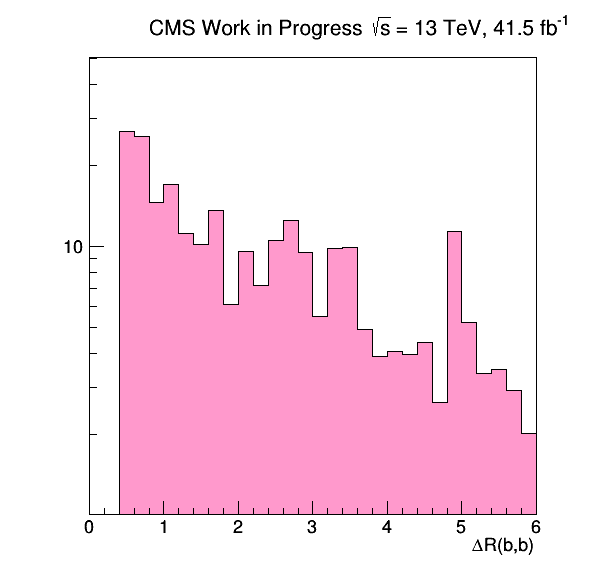 CMS Work in Progress √s = 13 TeV, 41.5 fb⁻¹
10
0 1 2 3 4 5 6
ΔR(b,b)